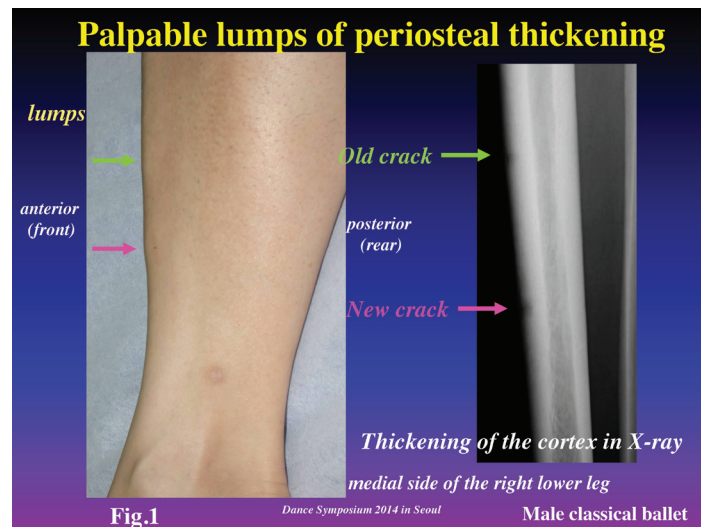 Palpable lumps of periosteal thickening
lumps
Old crack
anterior
(front)
posterior
(rear)
New crack
Thickening of the cortex in X-ray
medial side of the right lower leg
Fig.1
Dance Symposium 2014 in Seoul
Male classical ballet